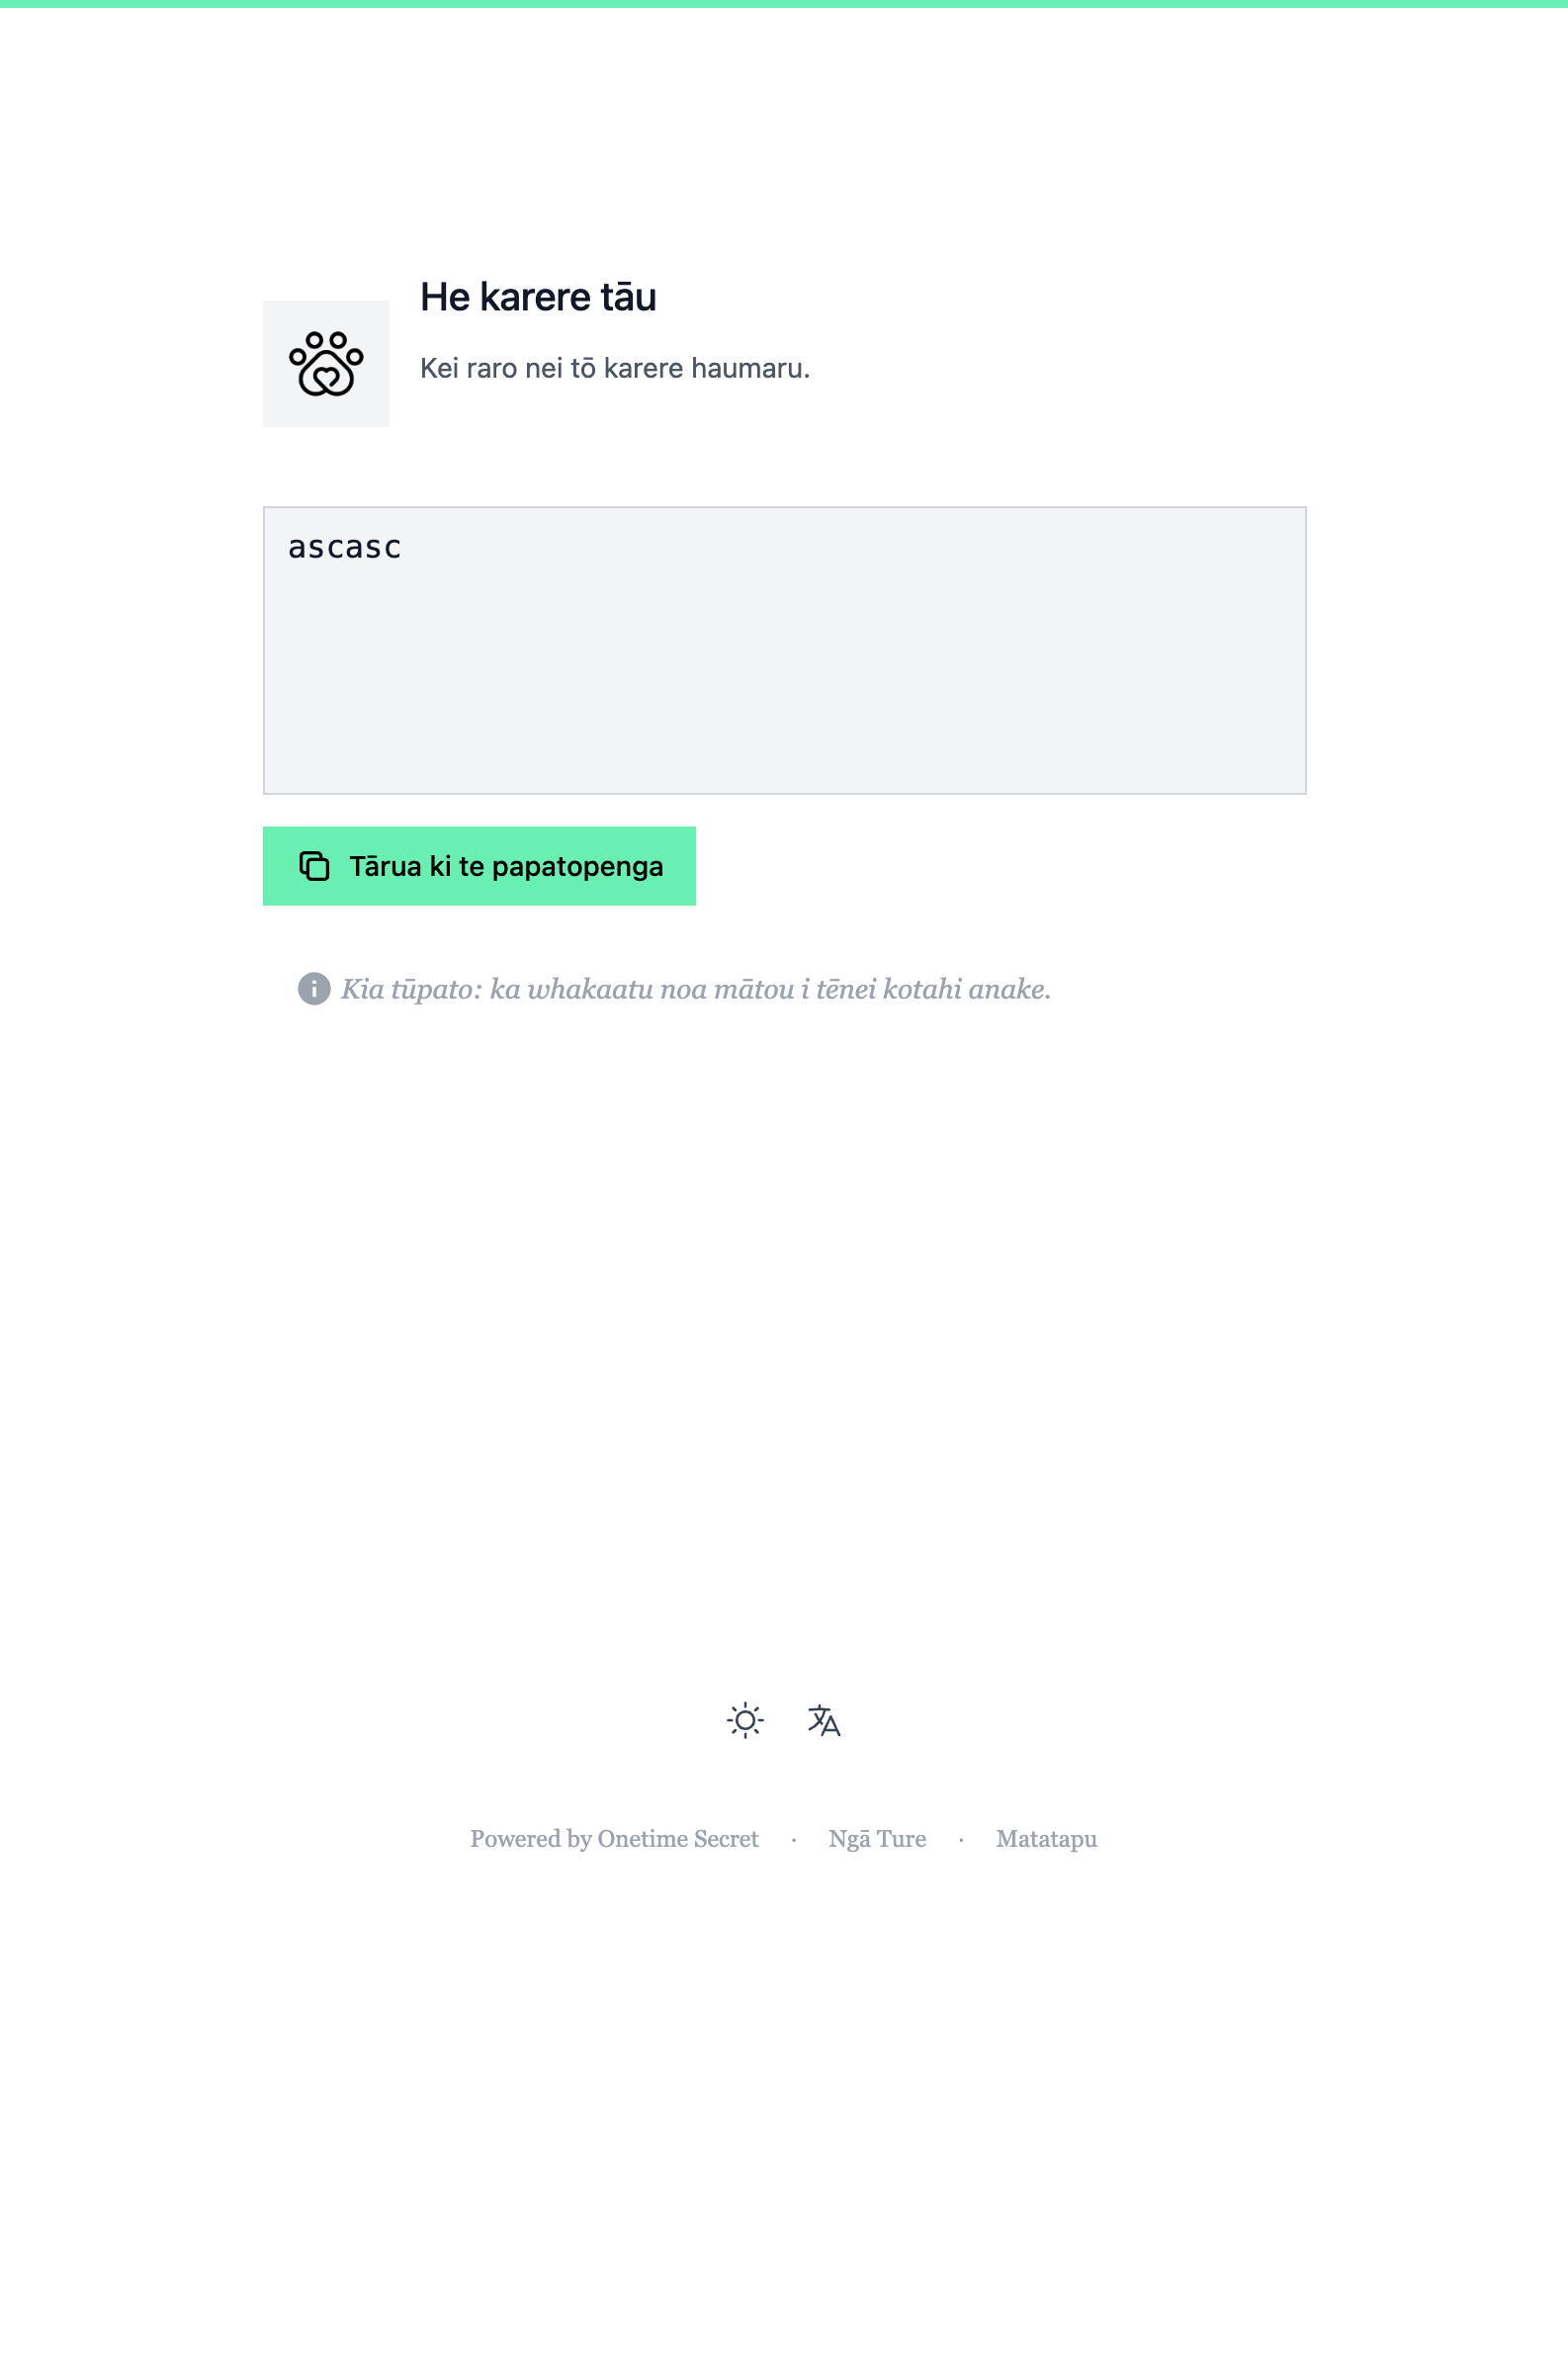 He karere tāu
Kei raro nei tō karere haumaru.
ascasc
Tārua ki te papatopenga
Kia tūpato: ka whakaatu noa mātou i tēnei kotahi anake.
Powered by Onetime Secret · Ngā Ture · Matatapu